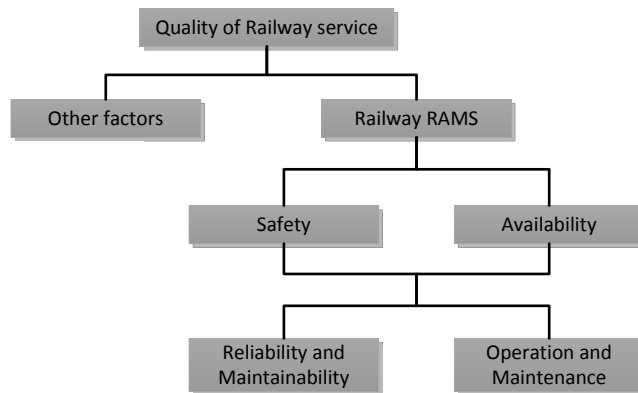 Quality of Railway service
Other factors
Railway RAMS
Safety
Availability
Reliability and
Maintainability
Operation and
Maintenance